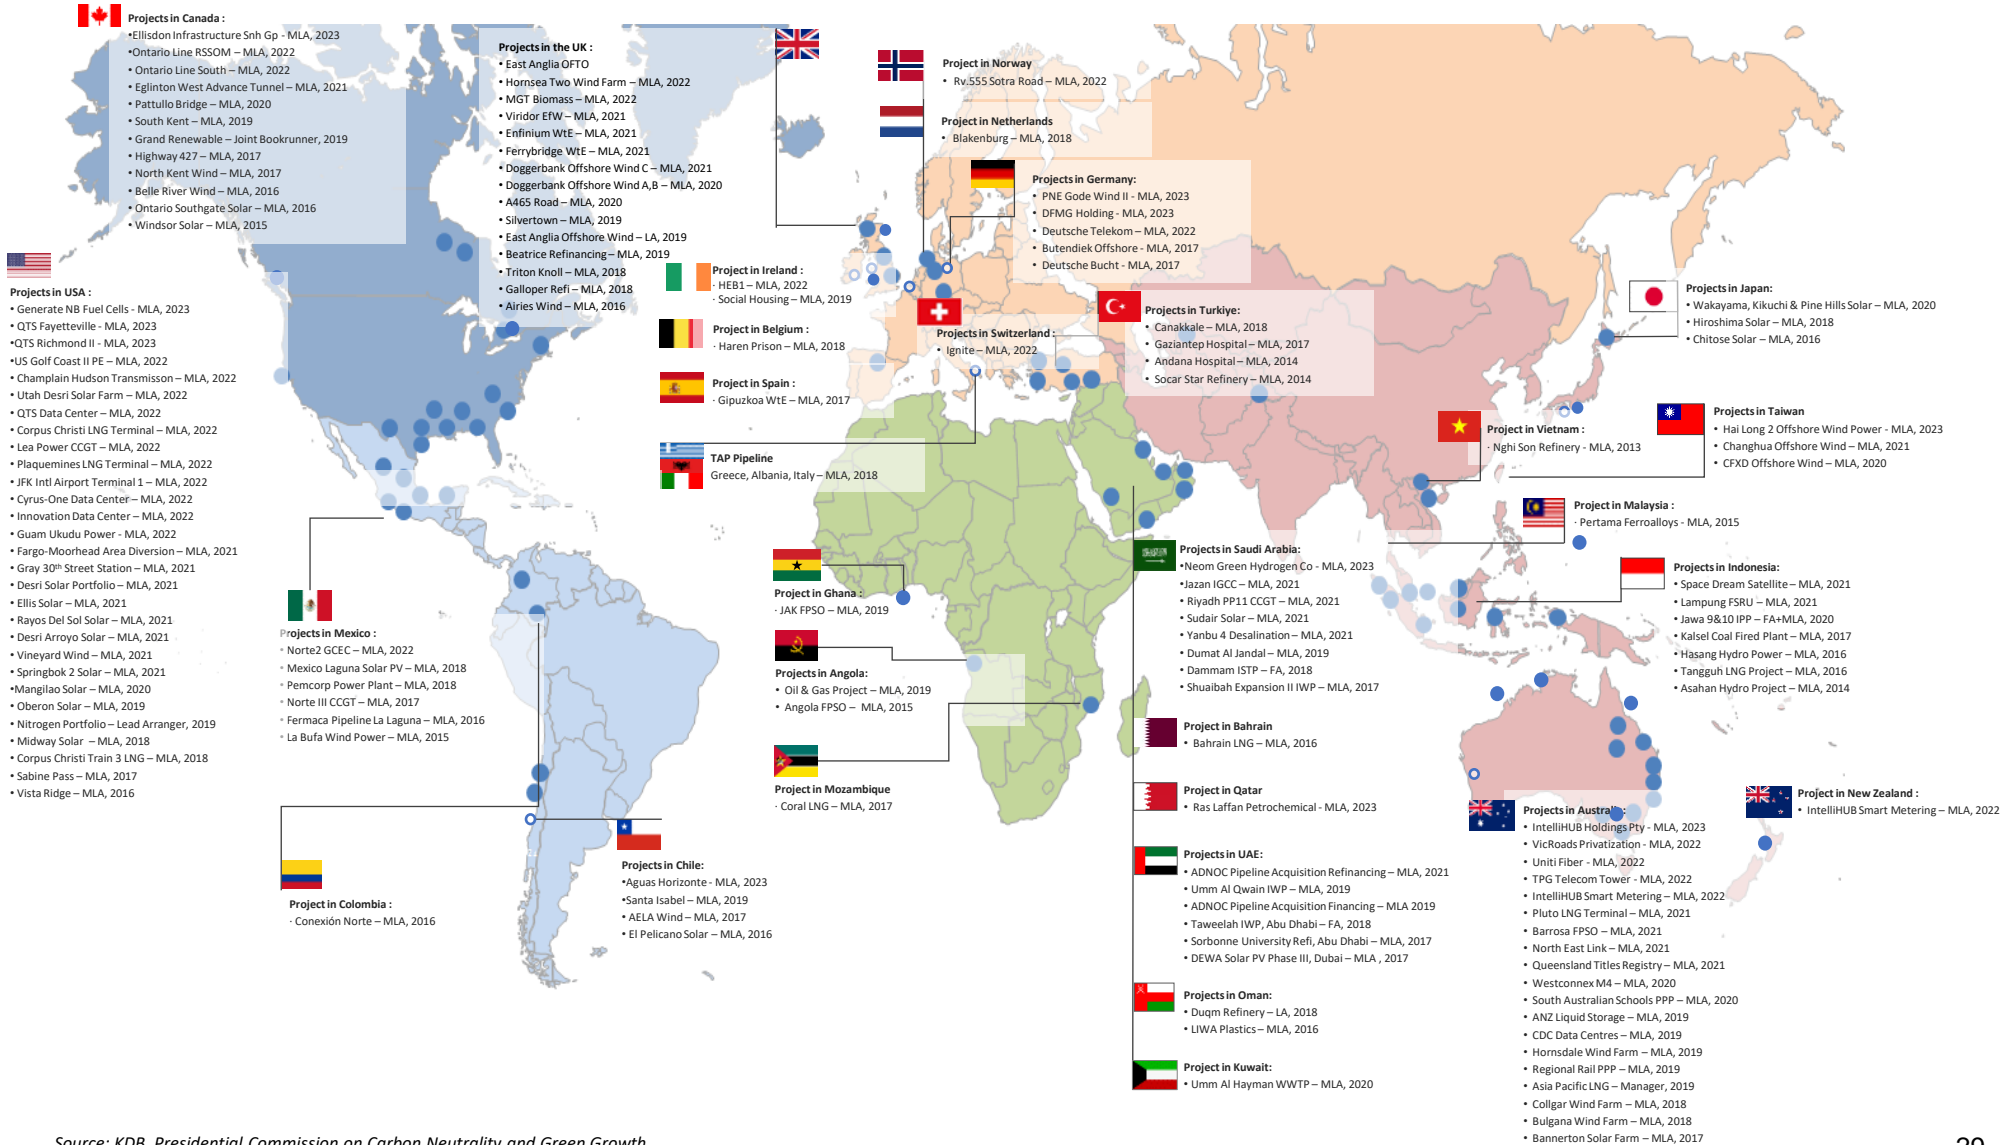 Projects in Canada :
•Ellisdon Infrastructure Snh Gp - MLA, 2023
•Ontario Line RSSOM – MLA, 2022
• Ontario Line South – MLA, 2022
• Eglinton West Advance Tunnel – MLA, 2021
• Pattullo Bridge – MLA, 2020
• South Kent – MLA, 2019
• Grand Renewable – Joint Bookrunner, 2019
• Highway 427 – MLA, 2017
• North Kent Wind – MLA, 2017
• Belle River Wind – MLA, 2016
• Ontario Southgate Solar – MLA, 2016
• Windsor Solar – MLA, 2015
Projects in USA :
• Generate NB Fuel Cells - MLA, 2023
• QTS Fayetteville - MLA, 2023
•QTS Richmond II - MLA, 2023
•US Golf Coast II PE – MLA, 2022
• Champlain Hudson Transmisson – MLA, 2022
• Utah Desri Solar Farm – MLA, 2022
• QTS Data Center – MLA, 2022
• Corpus Christi LNG Terminal – MLA, 2022
• Lea Power CCGT – MLA, 2022
• Plaquemines LNG Terminal – MLA, 2022
• JFK Intl Airport Terminal 1 – MLA, 2022
• Cyrus-One Data Center – MLA, 2022
• Innovation Data Center – MLA, 2022
• Guam Ukudu Power - MLA, 2022
• Fargo-Moorhead Area Diversion – MLA, 2021
• Gray 30th Street Station – MLA, 2021
• Desri Solar Portfolio – MLA, 2021
• Ellis Solar – MLA, 2021
• Rayos Del Sol Solar – MLA, 2021
• Desri Arroyo Solar – MLA, 2021
• Vineyard Wind – MLA, 2021
• Springbok 2 Solar – MLA, 2021
•Mangilao Solar – MLA, 2020
• Oberon Solar – MLA, 2019
• Nitrogen Portfolio – Lead Arranger, 2019
• Midway Solar – MLA, 2018
• Corpus Christi Train 3 LNG – MLA, 2018
• Sabine Pass – MLA, 2017
• Vista Ridge – MLA, 2016
Projects in the UK :
• East Anglia OFTO
• Hornsea Two Wind Farm – MLA, 2022
• MGT Biomass – MLA, 2022
• Viridor EfW – MLA, 2021
• Enfinium WtE – MLA, 2021
• Ferrybridge WtE – MLA, 2021
• Doggerbank Offshore Wind C – MLA, 2021
• Doggerbank Offshore Wind A,B – MLA, 2020
• A465 Road – MLA, 2020
• Silvertown – MLA, 2019
• East Anglia Offshore Wind – LA, 2019
• Beatrice Refinancing – MLA, 2019
• Triton Knoll – MLA, 2018
• Galloper Refi – MLA, 2018
• Airies Wind – MLA, 2016
Project in Norway
• Rv.555 Sotra Road – MLA, 2022
Project in Netherlands
• Blakenburg – MLA, 2018
Projects in Germany:
• PNE Gode Wind II - MLA, 2023
• DFMG Holding - MLA, 2023
• Deutsche Telekom – MLA, 2022
• Butendiek Offshore - MLA, 2017
• Deutsche Bucht – MLA, 2017
Project in Ireland :
· HEB1 – MLA, 2022
· Social Housing – MLA, 2019
Project in Belgium :
· Haren Prison – MLA, 2018
Project in Spain :
· Gipuzkoa WtE – MLA, 2017
TAP Pipeline
Greece, Albania, Italy – MLA, 2018
Projects in Switzerland :
• Ignite – MLA, 2022
Projects in Turkiye:
• Canakkale – MLA, 2018
• Gaziantep Hospital – MLA, 2017
• Andana Hospital – MLA, 2014
• Socar Star Refinery – MLA, 2014
Projects in Japan:
• Wakayama, Kikuchi & Pine Hills Solar – MLA, 2020
• Hiroshima Solar – MLA, 2018
• Chitose Solar – MLA, 2016
Project in Vietnam :
· Nghi Son Refinery - MLA, 2013
Projects in Taiwan
• Hai Long 2 Offshore Wind Power - MLA, 2023
• Changhua Offshore Wind – MLA, 2021
• CFXD Offshore Wind – MLA, 2020
Project in Malaysia :
· Pertama Ferroalloys - MLA, 2015
Projects in Indonesia:
• Space Dream Satellite – MLA, 2021
• Lampung FSRU – MLA, 2021
• Jawa 9&10 IPP – FA+MLA, 2020
• Kalsel Coal Fired Plant – MLA, 2017
• Hasang Hydro Power – MLA, 2016
• Tangguh LNG Project – MLA, 2016
• Asahan Hydro Project – MLA, 2014
Projects in Mexico :
• Norte2 GCEC – MLA, 2022
• Mexico Laguna Solar PV – MLA, 2018
• Pemcorp Power Plant – MLA, 2018
• Norte III CCGT – MLA, 2017
• Fermaca Pipeline La Laguna – MLA, 2016
• La Bufa Wind Power – MLA, 2015
Project in Colombia :
· Conexión Norte – MLA, 2016
Projects in Chile:
•Aguas Horizonte - MLA, 2023
•Santa Isabel – MLA, 2019
• AELA Wind – MLA, 2017
• El Pelicano Solar – MLA, 2016
Project in Ghana :
· JAK FPSO – MLA, 2019
Projects in Angola:
• Oil & Gas Project – MLA, 2019
• Angola FPSO – MLA, 2015
Project in Mozambique
· Coral LNG – MLA, 2017
Projects in Saudi Arabia:
•Neom Green Hydrogen Co - MLA, 2023
•Jazan IGCC – MLA, 2021
• Riyadh PP11 CCGT – MLA, 2021
• Sudair Solar – MLA, 2021
• Yanbu 4 Desalination – MLA, 2021
• Dumat Al Jandal – MLA, 2019
• Dammam ISTP – FA, 2018
• Shuaibah Expansion II IWP – MLA, 2017
Project in Bahrain
• Bahrain LNG – MLA, 2016
Project in Qatar
• Ras Laffan Petrochemical - MLA, 2023
Projects in UAE:
• ADNOC Pipeline Acquisition Refinancing – MLA, 2021
• Umm Al Qwain IWP – MLA, 2019
• ADNOC Pipeline Acquisition Financing – MLA 2019
• Taweelah IWP, Abu Dhabi – FA, 2018
• Sorbonne University Refi, Abu Dhabi – MLA, 2017
• DEWA Solar PV Phase III, Dubai – MLA , 2017
Projects in Oman:
• Duqm Refinery – LA, 2018
• LIWA Plastics – MLA, 2016
Project in Kuwait:
• Umm Al Hayman WWTP – MLA, 2020
Projects in Australia:
• IntelliHUB Holdings Pty - MLA, 2023
• VicRoads Privatization - MLA, 2022
• Uniti Fiber - MLA, 2022
• TPG Telecom Tower - MLA, 2022
• IntelliHUB Smart Metering – MLA, 2022
• Pluto LNG Terminal – MLA, 2021
• Barrosa FPSO – MLA, 2021
• North East Link – MLA, 2021
• Queensland Titles Registry – MLA, 2021
• Westconnex M4 – MLA, 2020
• South Australian Schools PPP – MLA, 2020
• ANZ Liquid Storage – MLA, 2019
• CDC Data Centres – MLA, 2019
• Hornsdale Wind Farm – MLA, 2019
• Regional Rail PPP – MLA, 2019
• Asia Pacific LNG – Manager, 2019
• Collgar Wind Farm – MLA, 2018
• Bulgana Wind Farm – MLA, 2018
• Bannerton Solar Farm – MLA, 2017
Project in New Zealand :
• IntelliHUB Smart Metering – MLA, 2022
Source: KDB, Presidential Commission on Carbon Neutrality and Green Growth